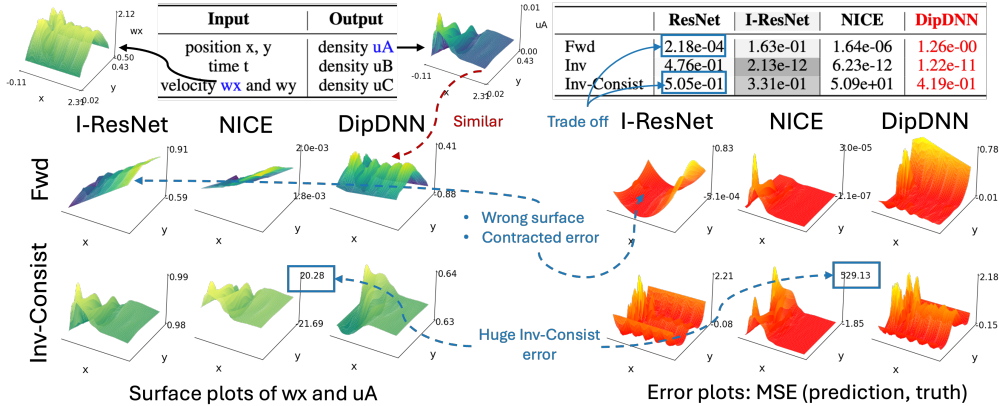 2.12
wx
-0.50
0.43
-0.11
y
x
2.31
0.02
Input Output
position x, y density uA
time t density uB
velocity wx and wy density uC
0.01
uA
0.00
0.43
-0.11
y
x
2.31
0.02
Similar
ResNet I-ResNet NICE DipDNN
Fwd 2.18e-04 1.63e-01 1.64e-06 1.26e-00
Inv 4.76e-01 2.13e-12 6.23e-12 1.22e-11
Inv-Consist 5.05e-01 3.31e-01 5.09e+01 4.19e-01
Trade off
I-ResNet NICE DipDNN
I-ResNet NICE DipDNN
Fwd
0.91
-0.59
x
y
2.0e-03
1.8e-03
x
y
0.41
-0.88
x
y
• Wrong surface
• Contracted error
0.83
-5.1e-04
x
y
3.0e-05
-1.1e-07
x
y
0.78
-0.01
x
y
Inv-Consist
0.99
0.98
x
y
20.28
21.69
x
y
0.64
0.63
x
y
Huge Inv-Consist
error
2.21
-0.08
x
y
529.13
-1.85
x
y
2.18
-0.15
x
y
Surface plots of wx and uA
Error plots: MSE (prediction, truth)